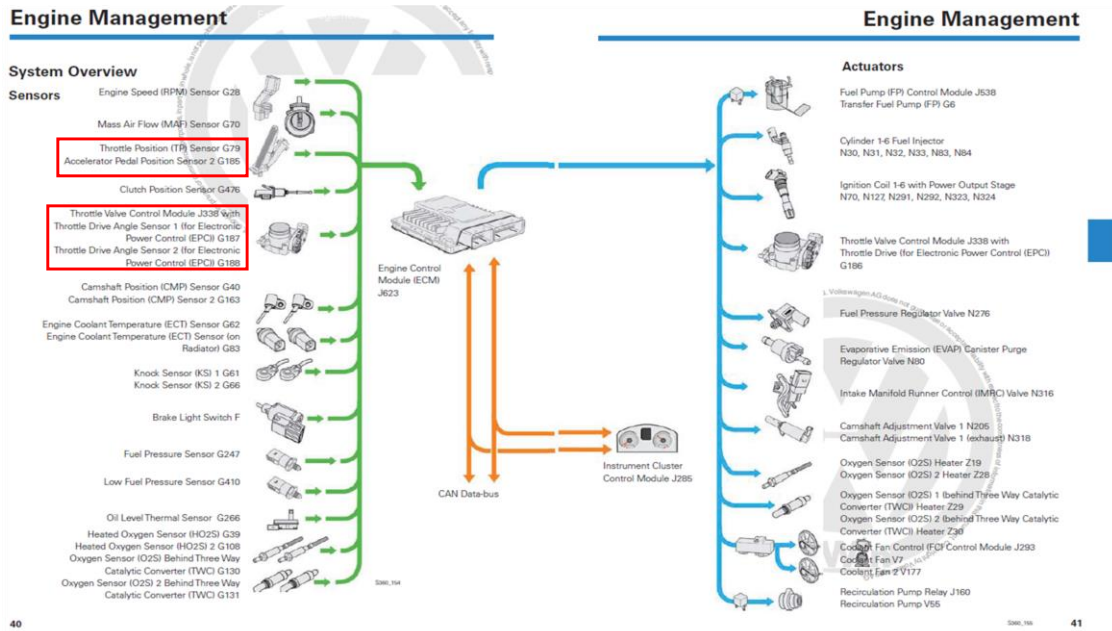 Engine Management
System Overview
Sensors
Engine Speed (RPM) Sensor G28
Mass Air Flow (MAF) Sensor G70
Throttle Position (TP) Sensor G79
Accelerator Pedal Position Sensor 2 G185
Clutch Position Sensor G476
Throttle Valve Control Module J338 with
Throttle Drive Angle Sensor 1 (for Electronic
Power Control (EPC)) G187
Throttle Drive Angle Sensor 2 (for Electronic
Power Control (EPC)) G188
Camshaft Position (CMP) Sensor G40
Camshaft Position (CMP) Sensor 2 G163
Engine Coolant Temperature (ECT) Sensor G62
Engine Coolant Temperature (ECT) Sensor (on
Radiator) G83
Knock Sensor (KS) 1 G61
Knock Sensor (KS) 2 G66
Brake Light Switch F
Fuel Pressure Sensor G247
Low Fuel Pressure Sensor G410
Oil Level Thermal Sensor G266
Heated Oxygen Sensor (HO2S) G39
Heated Oxygen Sensor (HO2S) 2 G108
Oxygen Sensor (O2S) Behind Three Way
Catalytic Converter (TWC) G130
Oxygen Sensor (O2S) 2 Behind Three Way
Catalytic Converter (TWC) G131
S360_164
40
Engine Control
Module (ECM)
J623
CAN Data-bus
Instrument Cluster
Control Module J285
Engine Management
Actuators
Fuel Pump (FP) Control Module J538
Transfer Fuel Pump (FP) G6
Cylinder 1-6 Fuel Injector
N30, N31, N32, N33, N83, N84
Ignition Coil 1-6 with Power Output Stage
N70, N127, N291, N292, N323, N324
Throttle Valve Control Module J338 with
Throttle Drive (for Electronic Power Control (EPC))
G186
Fuel Pressure Regulator Valve N276
Evaporative Emission (EVAP) Canister Purge
Regulator Valve N80
Intake Manifold Runner Control (IMRC) Valve N316
Camshaft Adjustment Valve 1 N205
Camshaft Adjustment Valve 1 (exhaust) N318
Oxygen Sensor (O2S) Heater Z19
Oxygen Sensor (O2S) 2 Heater Z28
Oxygen Sensor (O2S) 1 (behind Three Way Catalytic
Converter (TWC)) Heater Z29
Oxygen Sensor (O2S) 2 (behind Three Way Catalytic
Converter (TWC)) Heater Z30
Coolant Fan Control (FC) Control Module J293
Coolant Fan V7
Coolant Fan 2 V177
Recirculation Pump Relay J160
Recirculation Pump V55
S360_166
41